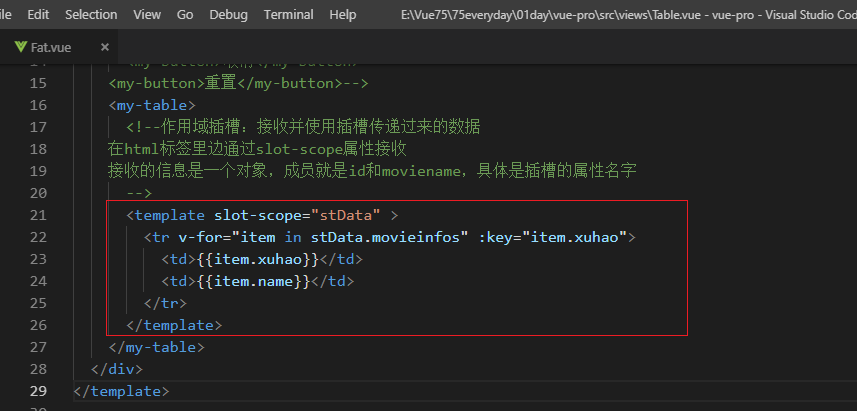 Edit Selection View Go Debug Terminal Help E:\Vue75\75everyday\01day\vue-pro\src\views\Table.vue - vue-pro - Visual Studio Cod
Fat.vue ×
15 <my-button>重置</my-button>-->
16 <my-table>
17 <!--作用域插槽：接收并使用插槽传递过来的数据
18 在html标签里边通过slot-scope属性接收
19 接收的信息是一个对象，成员就是id和moviename，具体是插槽的属性名字
20 -->
21 <template slot-scope="stData" >
22 <tr v-for="item in stData.movieinfos" :key="item.xuhao">
23 <td>{{item.xuhao}}</td>
24 <td>{{item.name}}</td>
25 </tr>
26 </template>
27 </my-table>
28 </div>
29 </template>